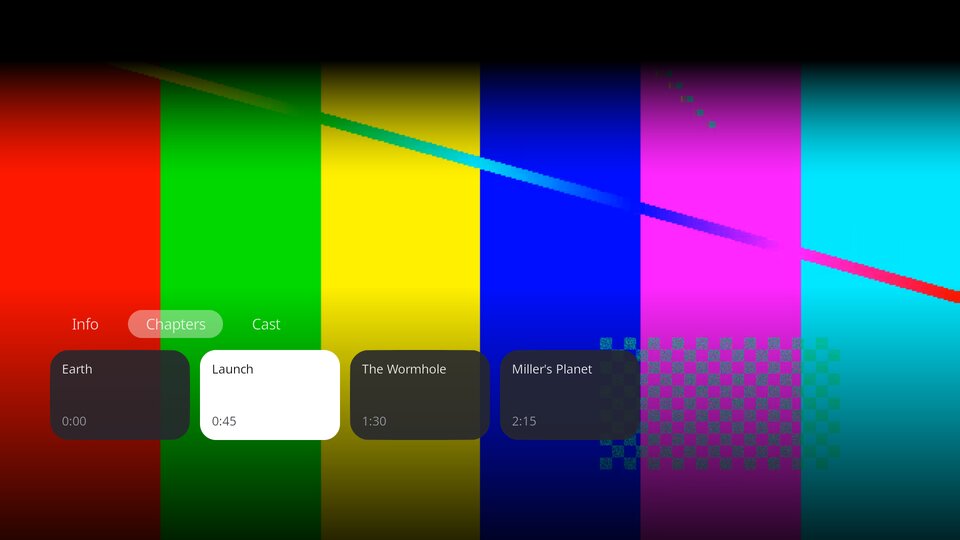 Info
Chapters
Cast
Earth
Launch
The Wormhole
Miller's Planet
0:00
0:45
1:30
2:15